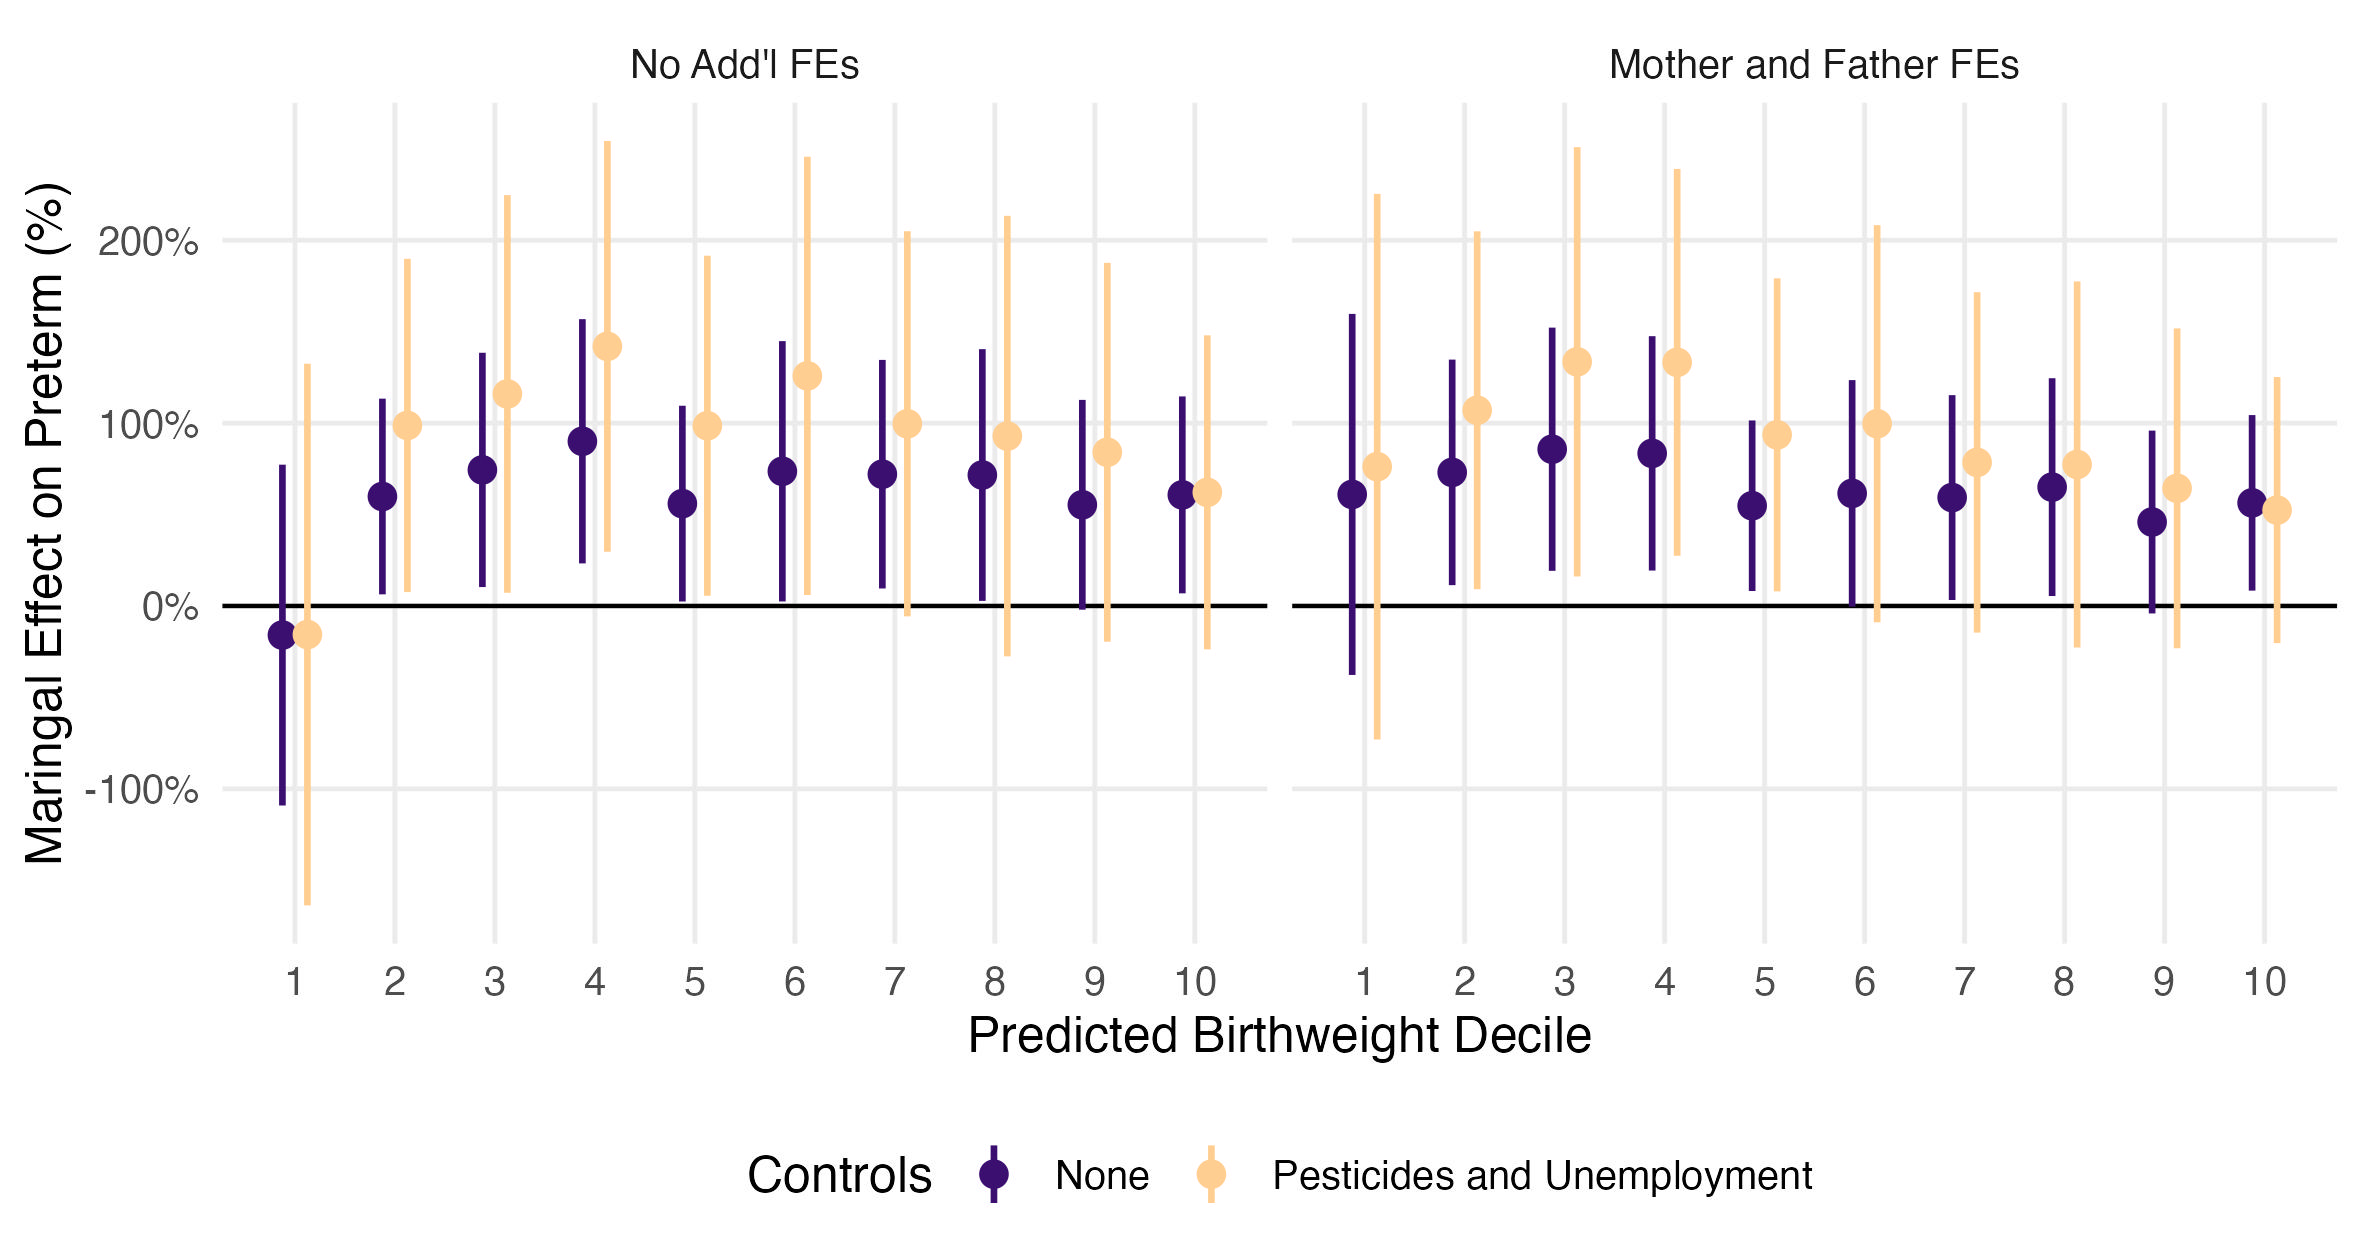 No Add'l FEs
Mother and Father FEs
Maringal Effect on Preterm (%)
200%
100%
0%
-100%
1 2 3 4 5 6 7 8 9 10
1 2 3 4 5 6 7 8 9 10
Predicted Birthweight Decile
Controls None Pesticides and Unemployment